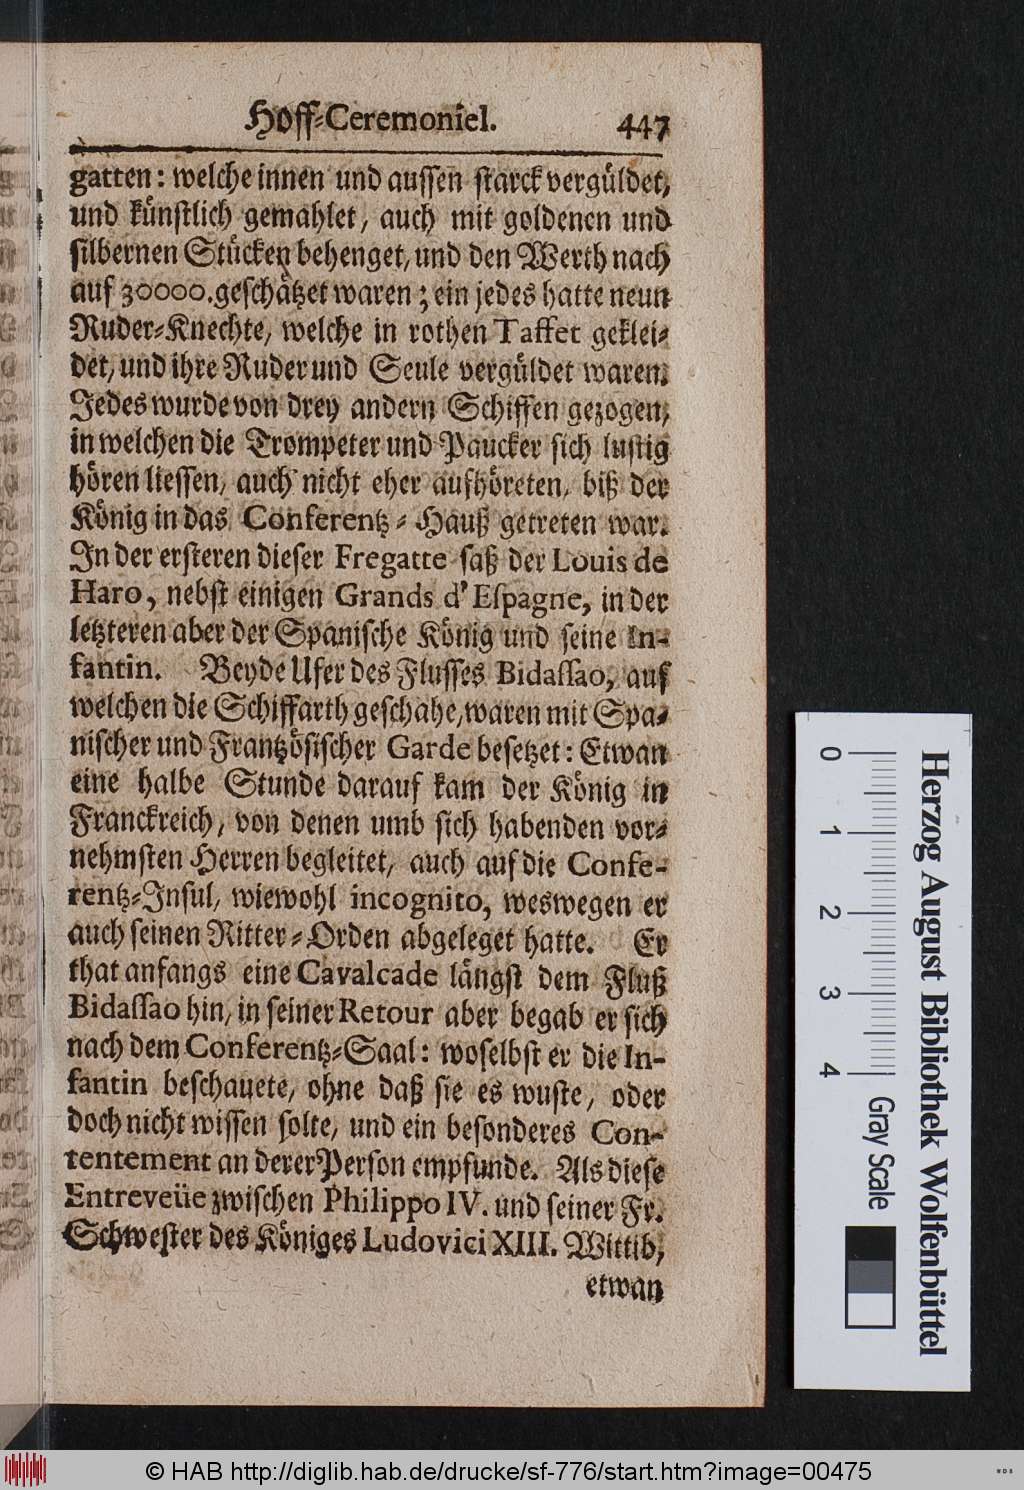 Hoff-Ceremoniel. 447
gatten: welche innen und aussen starck vergüldet,
und künstlich gemahlet, auch mit goldenen und
silbernen Stücken behenget, und den Werth nach
auf 30000. geschätzet waren; ein jedes hatte neun
Ruder-Knechte, welche in rothen Taffet geklei-
det, und ihre Ruder und Seule vergüldet waren.
Jedes wurde von drey andern Schiffen gezogen,
in welchen die Trompeter und Paucker sich lustig
hören liessen, auch nicht eher aufhöreten, biß der
König in das Conferentz-Hauß getreten war.
In der ersteren dieser Fregatte saß der Louis de
Haro, nebst einigen Grands d'Espagne, in der
letzteren aber der Spanische König und seine In-
fantin. Beyde Ufer des Flusses Bidassao, auf
welchen die Schiffarth geschahe, waren mit Spa-
nischer und Frantzösischer Garde besetzet: Etwan
eine halbe Stunde darauf kam der König in
Franckreich, von denen umb sich habenden vor-
nehmsten Herren begleitet, auch auf die Confe-
rentz-Insul, wiewohl incognito, weswegen er
auch seinen Ritter-Orden abgeleget hatte. Er
that anfangs eine Cavalcade längst dem Fluß
Bidassao hin, in seiner Retour aber begab er sich
nach dem Conferentz-Saal: woselbst er die In-
fantin beschauete, ohne daß sie es wuste, oder
doch nicht wissen solte, und ein besonderes Con-
tentement an derer Person empfunde. Als diese
Entreveüe zwischen Philippo IV. und seiner Fr.
Schwester des Königes Ludovici XIII. Wittib,
etwan
Herzog August Bibliothek Wolfenbüttel
0 1 2 3 4 Gray Scale
© HAB http://diglib.hab.de/drucke/sf-776/start.htm?image=00475